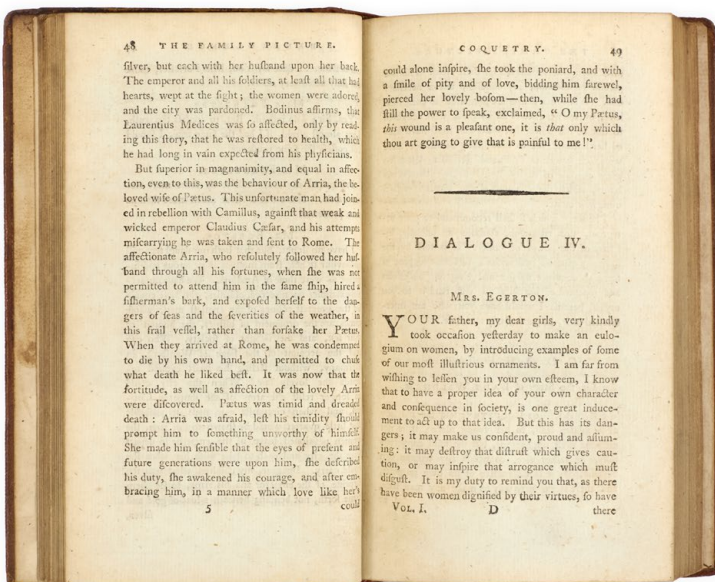 48 THE FAMILY PICTURE.
ſilver, but each with her huſband upon her back.
The emperor and all his ſoldiers, at leaſt all that had
hearts, wept at the ſight; the women were adored,
and the city was pardoned. Bodinus affirms, that
Laurentius Medices was ſo affected, only by read-
ing this ſtory, that he was reſtored to health, which
he had long in vain expected from his phyſicians.
But ſuperior in magnanimity, and equal in affec-
tion, even to this, was the behaviour of Arria, the be-
loved wife of Pætus. This unfortunate man had join-
ed in rebellion with Camillus, againſt that weak and
wicked emperor Claudius Cæſar, and his attempts
miſcarrying he was taken and ſent to Rome. The
affectionate Arria, who reſolutely followed her huſ-
band through all his fortunes, when ſhe was not
permitted to attend him in the ſame ſhip, hired a
fiſherman's bark, and expoſed herſelf to the dan-
gers of ſeas and the ſeverities of the weather, in
this frail veſſel, rather than forſake her Pætus.
When they arrived at Rome, he was condemned
to die by his own hand, and permitted to chuſe
what death he liked beſt. It was now that the
fortitude, as well as affection of the lovely Arria
were diſcovered. Pætus was timid and dreaded
death: Arria was afraid, leſt his timidity ſhould
prompt him to ſomething unworthy of himſelf.
She made him ſenſible that the eyes of preſent and
future generations were upon him, ſhe deſcribed
his duty, ſhe awakened his courage, and after em-
bracing him, in a manner which love like her's
5 could
COQUETRY. 49
could alone inſpire, ſhe took the poniard, and with
a ſmile of pity and of love, bidding him farewel,
pierced her lovely boſom—then, while ſhe had
ſtill the power to ſpeak, exclaimed, “ O my Pætus,
this wound is a pleaſant one, it is that only which
thou art going to give that is painful to me!”
DIALOGUE IV.
MRS. EGERTON.
YOUR father, my dear girls, very kindly
took occaſion yeſterday to make an eulo-
gium on women, by introducing examples of ſome
of our moſt illuſtrious ornaments. I am far from
wiſhing to leſſen you in your own eſteem, I know
that to have a proper idea of your own character
and conſequence in ſociety, is one great induce-
ment to act up to that idea. But this has its dan-
gers; it may make us confident, proud and aſſum-
ing: it may deſtroy that diſtruſt which gives cau-
tion, or may inſpire that arrogance which muſt
diſguſt. It is my duty to remind you that, as there
have been women dignified by their virtues, ſo have
VOL. I. D there